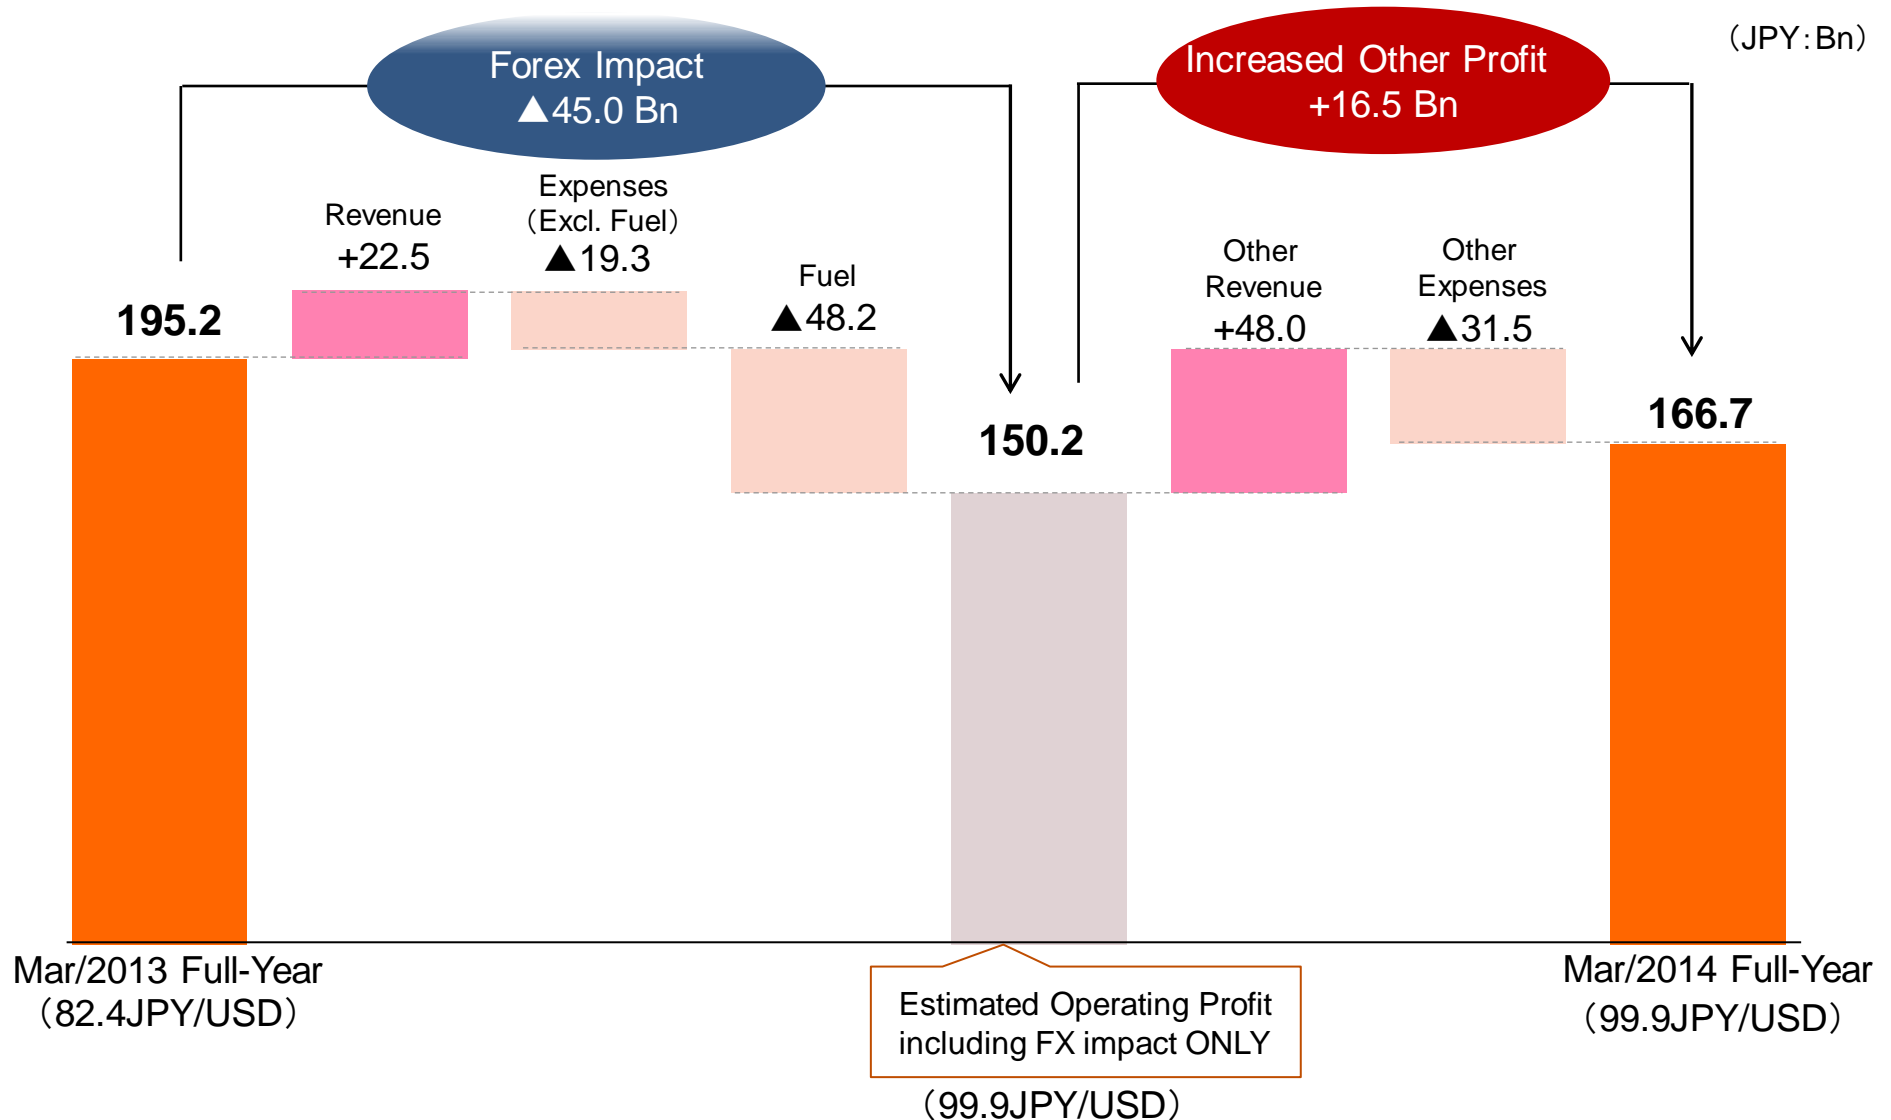 （JPY：Bn）
Forex Impact
▲45.0 Bn
Increased Other Profit
+16.5 Bn
195.2
Revenue
+22.5
Expenses
（Excl. Fuel）
▲19.3
Fuel
▲48.2
150.2
Other
Revenue
+48.0
Other
Expenses
▲31.5
166.7
Mar/2013 Full-Year
（82.4JPY/USD）
Estimated Operating Profit
including FX impact ONLY
（99.9JPY/USD）
Mar/2014 Full-Year
（99.9JPY/USD）